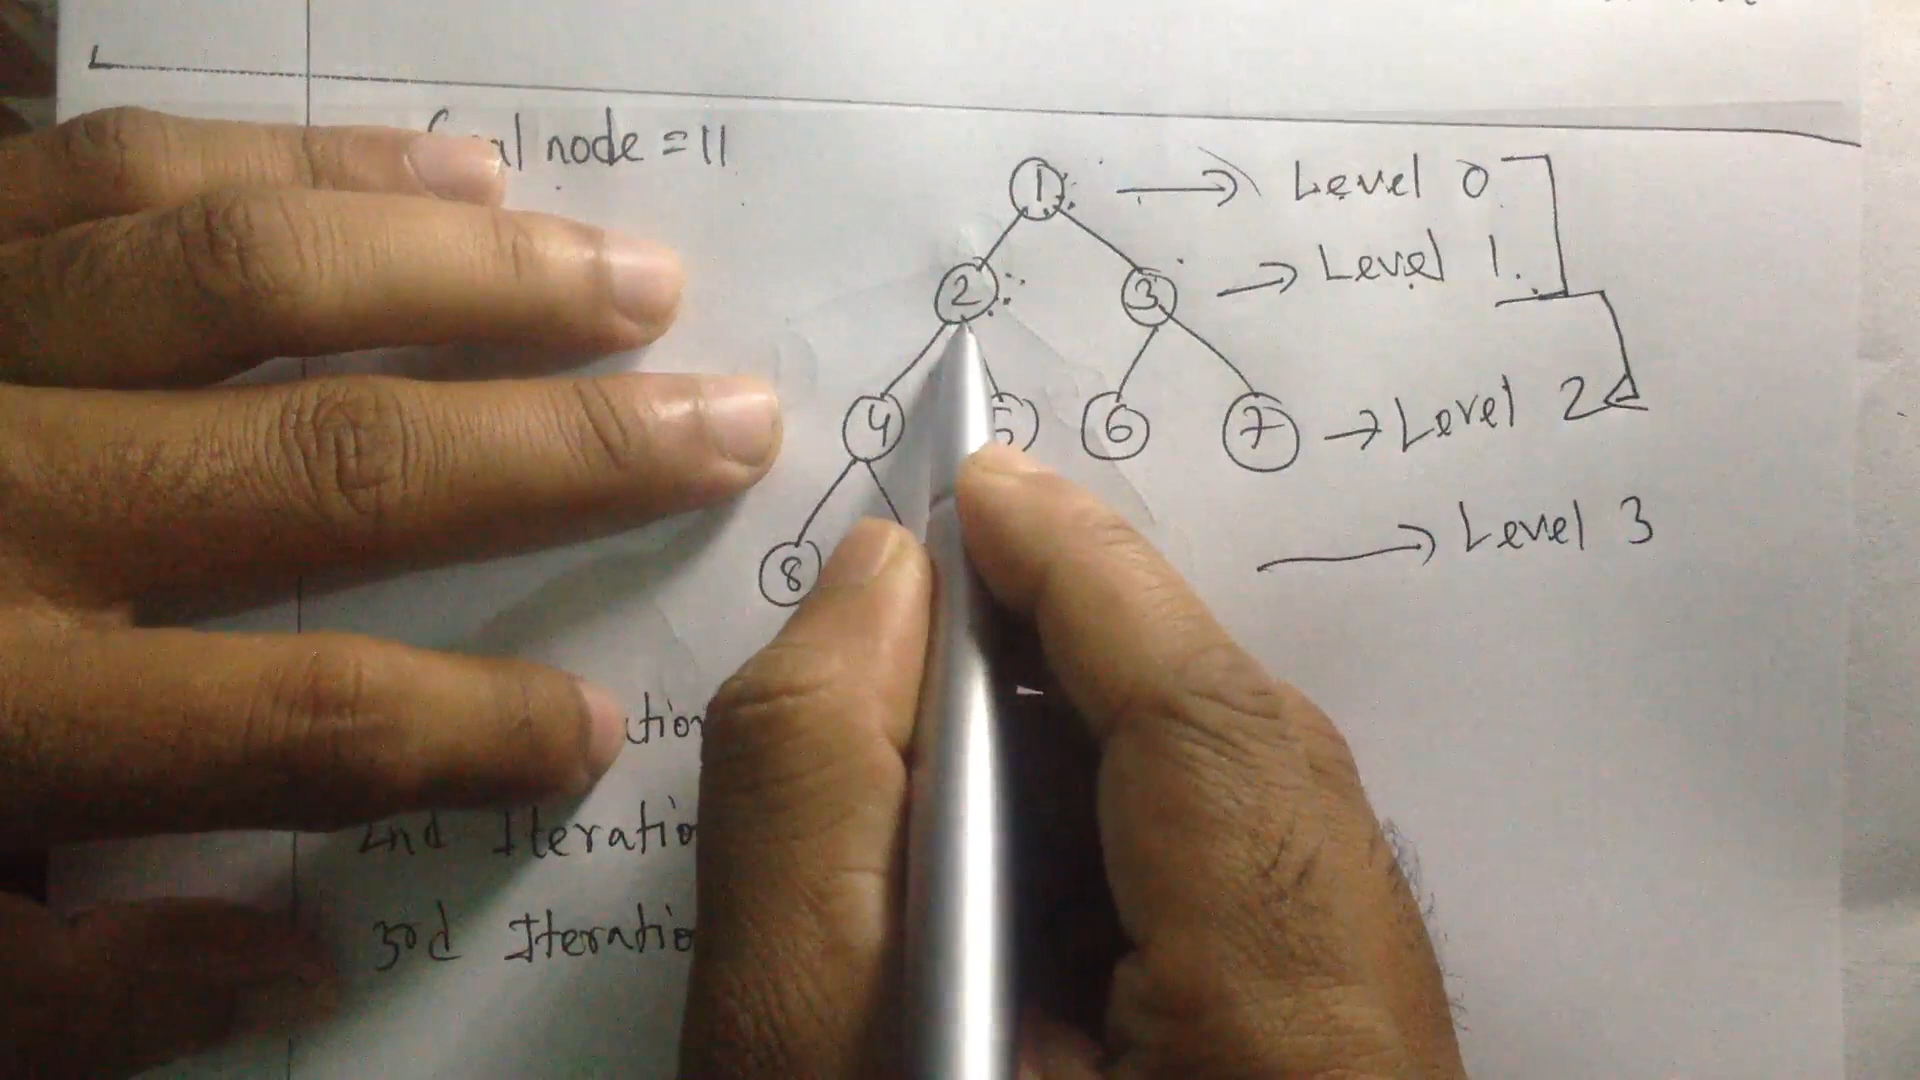 node = 11
1 → Level 0
2 3 → Level 1.
4 5 6 7 → Level 2
8 → Level 3
2nd Iteratio
3rd Iteratio